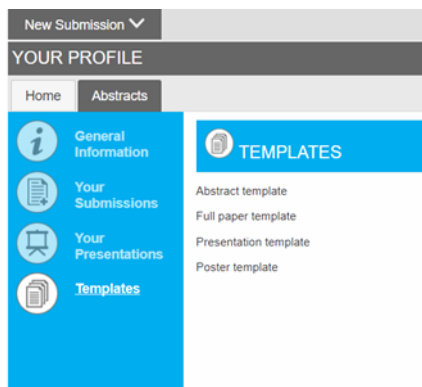 New Submission
YOUR PROFILE
Home
Abstracts
General
Information
Your
Submissions
Your
Presentations
Templates
TEMPLATES
Abstract template
Full paper template
Presentation template
Poster template